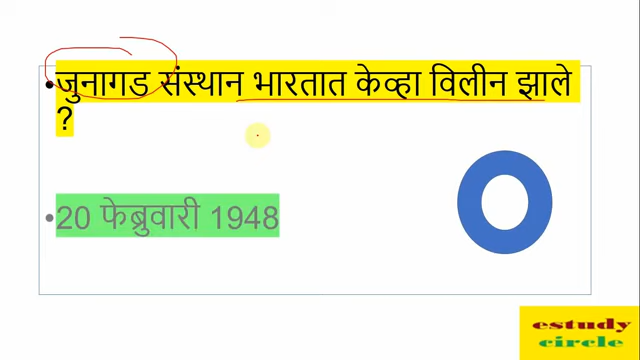 •जुनागड संस्थान भारतात केव्हा विलीन झाले
?
•20 फेब्रुवारी 1948
estudy
circle